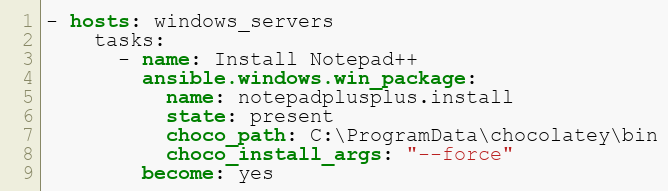 1 - hosts: windows_servers
2     tasks:
3       - name: Install Notepad++
4         ansible.windows.win_package:
5           name: notepadplusplus.install
6           state: present
7           choco_path: C:\ProgramData\chocolatey\bin
8           choco_install_args: "--force"
9         become: yes